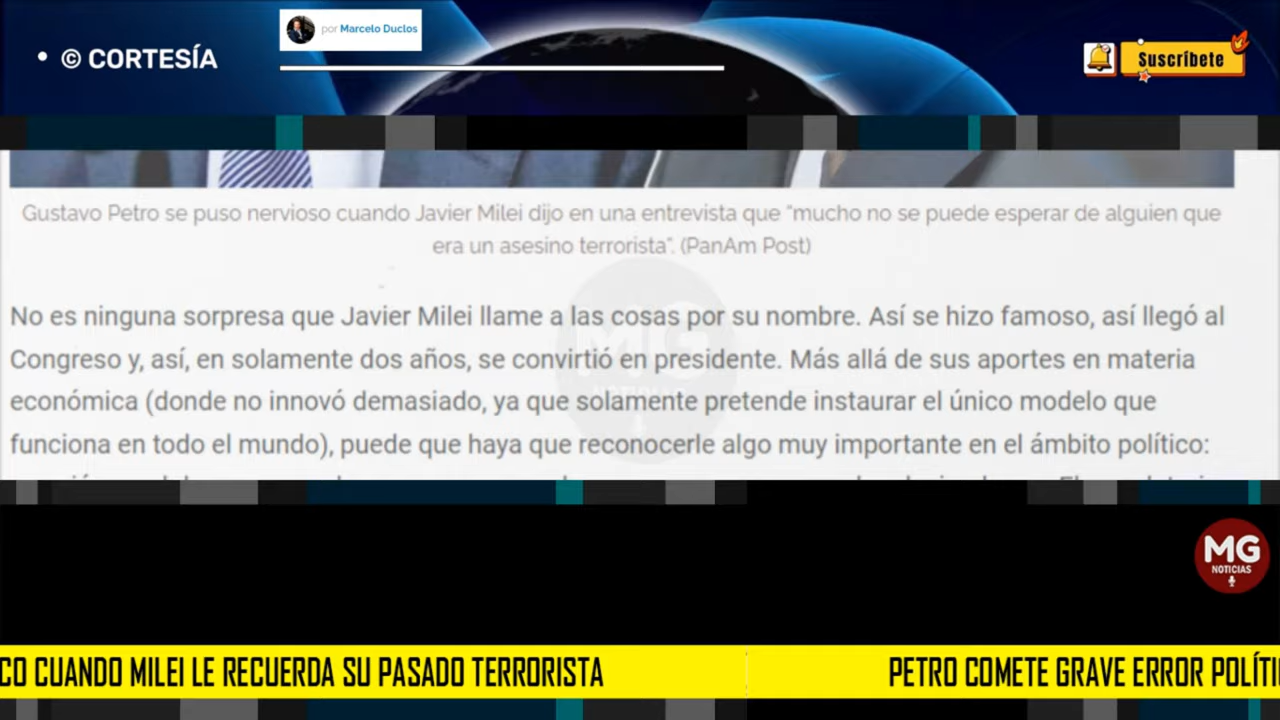 • © CORTESÍA
por Marcelo Duclos
Suscríbete
Gustavo Petro se puso nervioso cuando Javier Milei dijo en una entrevista que "mucho no se puede esperar de alguien que
era un asesino terrorista". (PanAm Post)
No es ninguna sorpresa que Javier Milei llame a las cosas por su nombre. Así se hizo famoso, así llegó al
Congreso y, así, en solamente dos años, se convirtió en presidente. Más allá de sus aportes en materia
económica (donde no innovó demasiado, ya que solamente pretende instaurar el único modelo que
funciona en todo el mundo), puede que haya que reconocerle algo muy importante en el ámbito político:
MG
NOTICIAS
MG
NOTICIAS
CO CUANDO MILEI LE RECUERDA SU PASADO TERRORISTA PETRO COMETE GRAVE ERROR POLÍTI